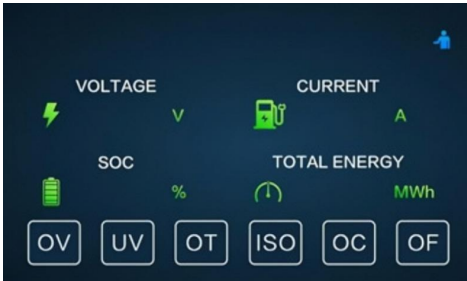 VOLTAGE CURRENT
V A
SOC TOTAL ENERGY
% MWh
OV UV OT ISO OC OF